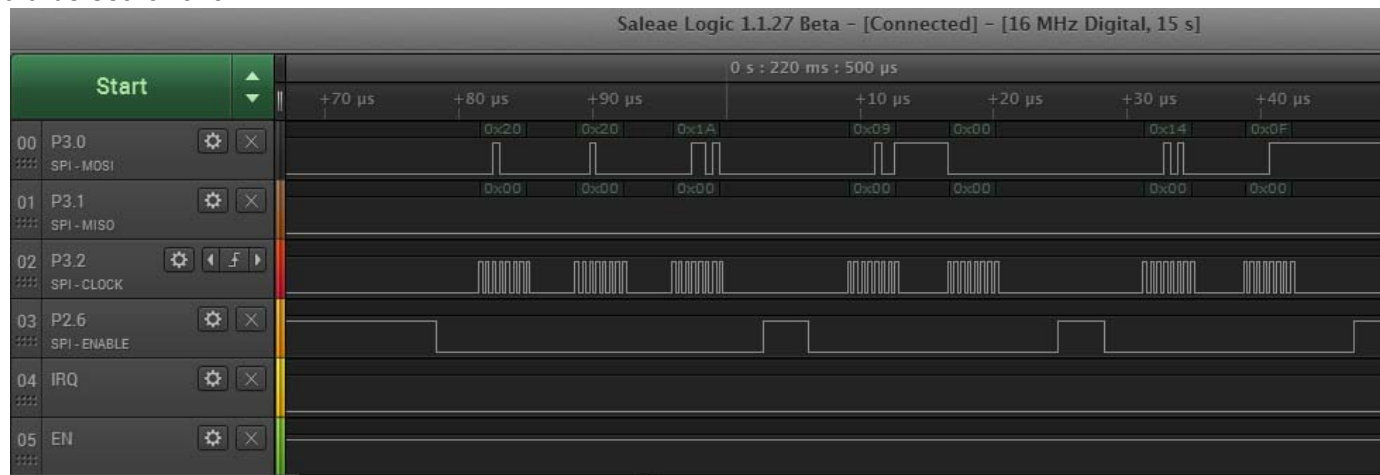 Saleae Logic 1.1.27 Beta - [Connected] - [16 MHz Digital, 15 s]
Start
0 s : 220 ms : 500 µs
+70 µs +80 µs +90 µs +10 µs +20 µs +30 µs +40 µs
00 P3.0
SPI - MOSI
0x20 0x20 0x1A 0x09 0x00 0x14 0x0F
01 P3.1
SPI - MISO
0x00 0x00 0x00 0x00 0x00 0x00 0x00
02 P3.2
SPI - CLOCK
03 P2.6
SPI - ENABLE
04 IRQ
05 EN